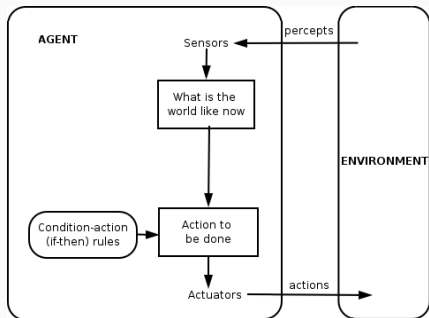 AGENT
Sensors
percepts
What is the
world like now
ENVIRONMENT
Condition-action
(if-then) rules
Action to
be done
Actuators
actions